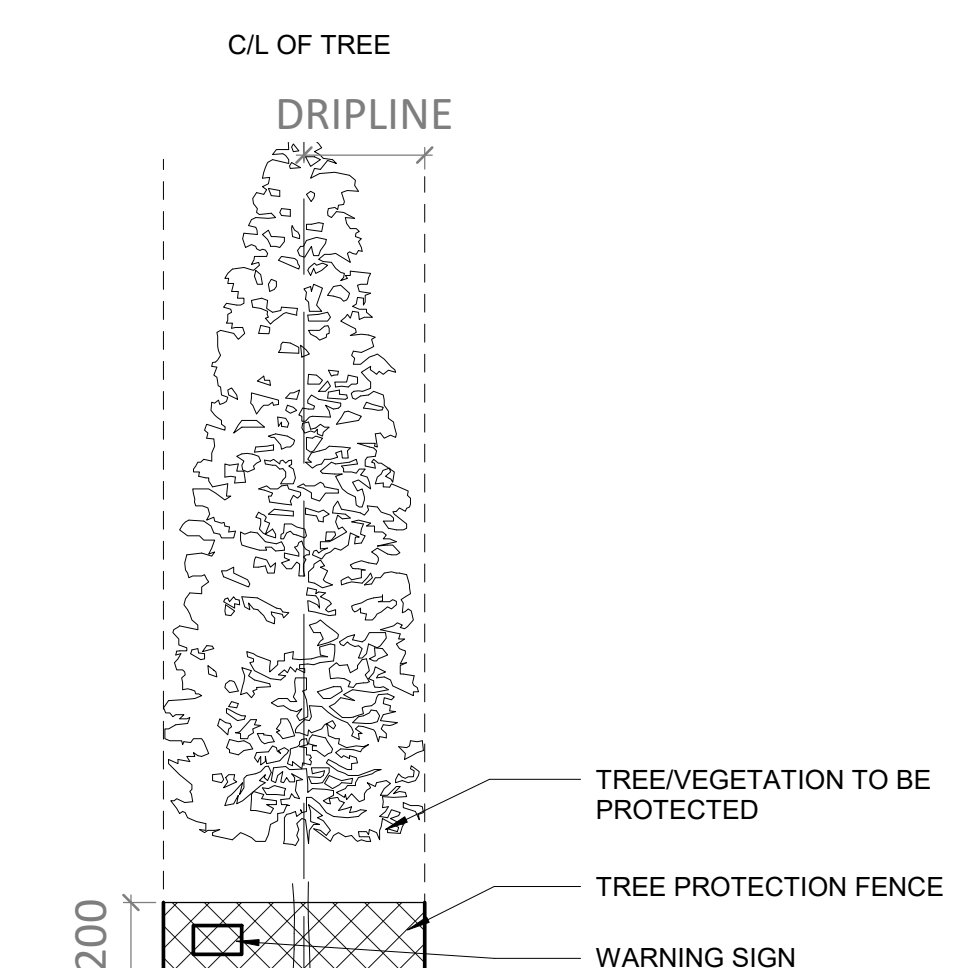 C/L OF TREE
DRIPLINE
TREE/VEGETATION TO BE
PROTECTED
TREE PROTECTION FENCE
200
WARNING SIGN